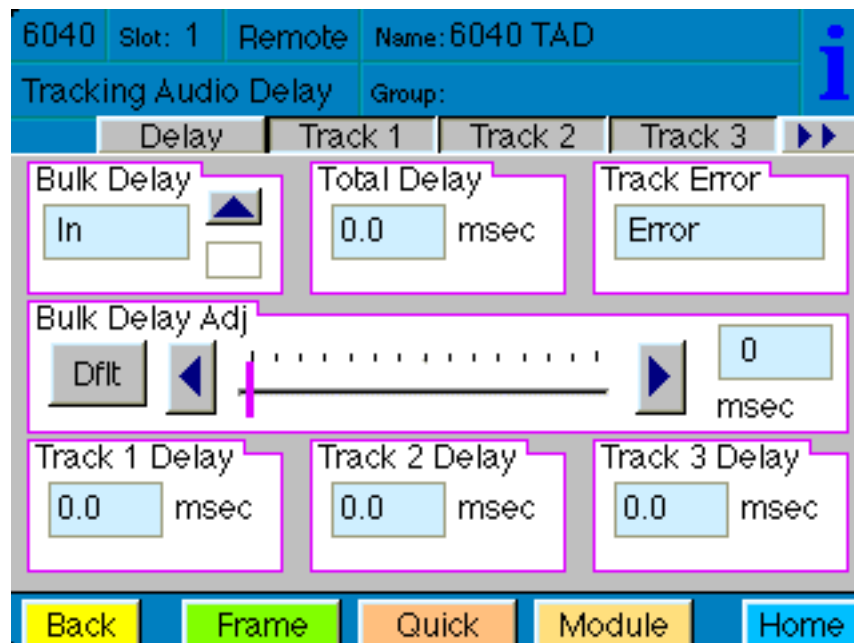 6040 Slot: 1 Remote Name: 6040 TAD
Tracking Audio Delay Group:
i
Delay Track 1 Track 2 Track 3
Bulk Delay Total Delay Track Error
In 0.0 msec Error
Bulk Delay Adj
Dflt 0
msec
Track 1 Delay Track 2 Delay Track 3 Delay
0.0 msec 0.0 msec 0.0 msec
Back Frame Quick Module Home